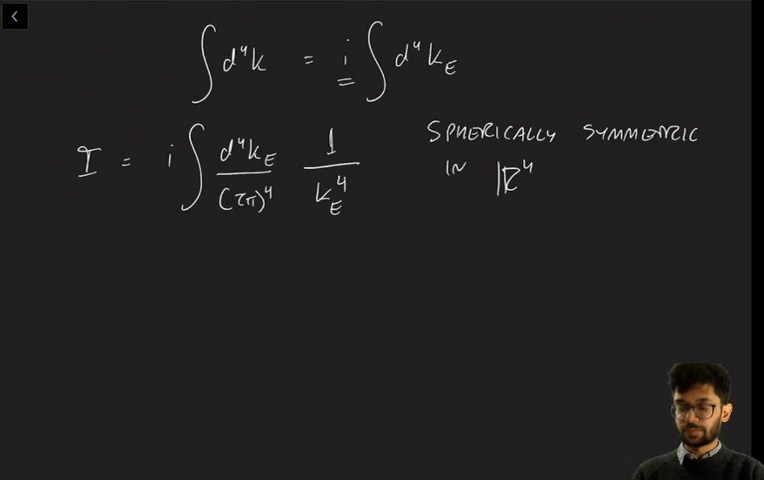 ∫ d⁴k = i ∫ d⁴k_E
I = i ∫ d⁴k_E / (2π)⁴ 1 / k_E⁴ SPHERICALLY SYMMETRIC
IN ℝ⁴